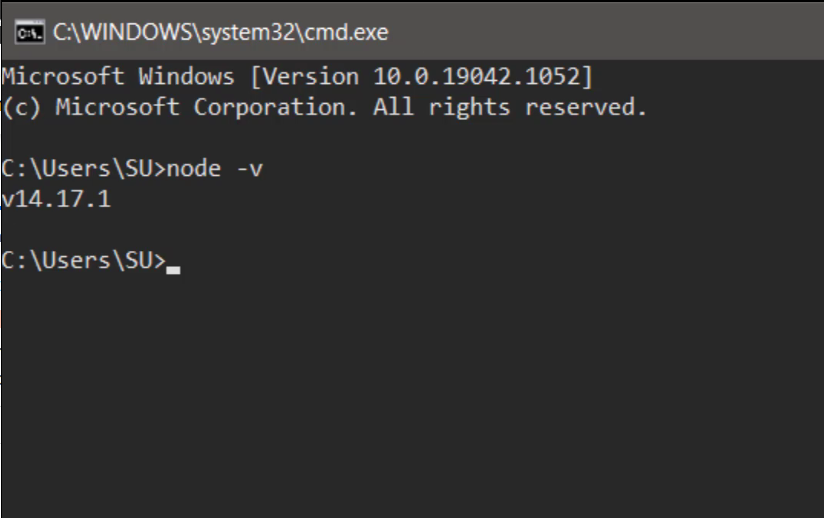 C:\WINDOWS\system32\cmd.exe
Microsoft Windows [Version 10.0.19042.1052]
(c) Microsoft Corporation. All rights reserved.
C:\Users\SU>node -v
v14.17.1
C:\Users\SU>